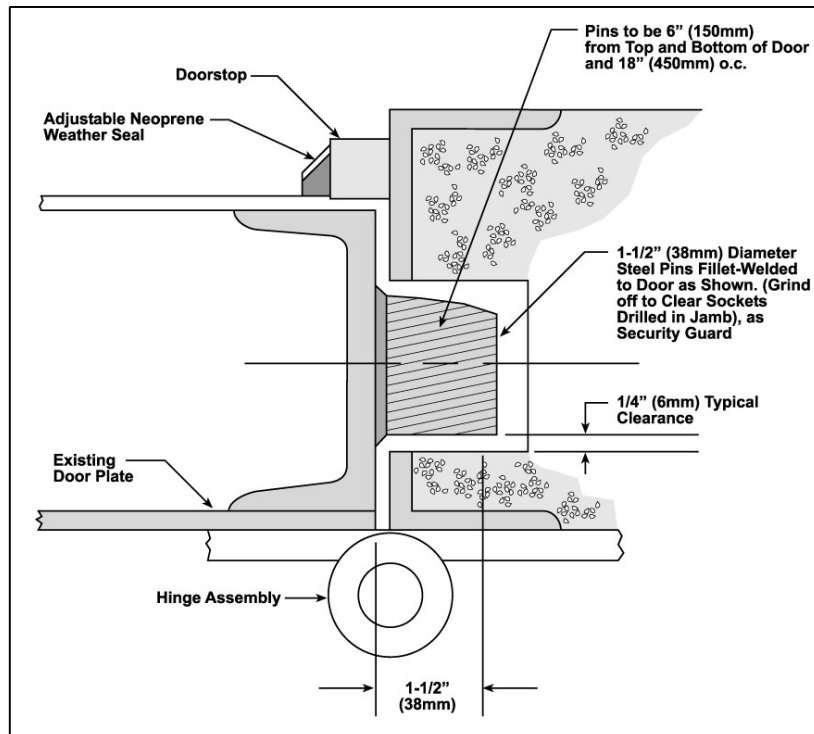 Pins to be 6” (150mm)
from Top and Bottom of Door
and 18” (450mm) o.c.
Doorstop
Adjustable Neoprene
Weather Seal
1-1/2” (38mm) Diameter
Steel Pins Fillet-Welded
to Door as Shown. (Grind
off to Clear Sockets
Drilled in Jamb), as
Security Guard
1/4” (6mm) Typical
Clearance
Existing
Door Plate
Hinge Assembly
1-1/2”
(38mm)